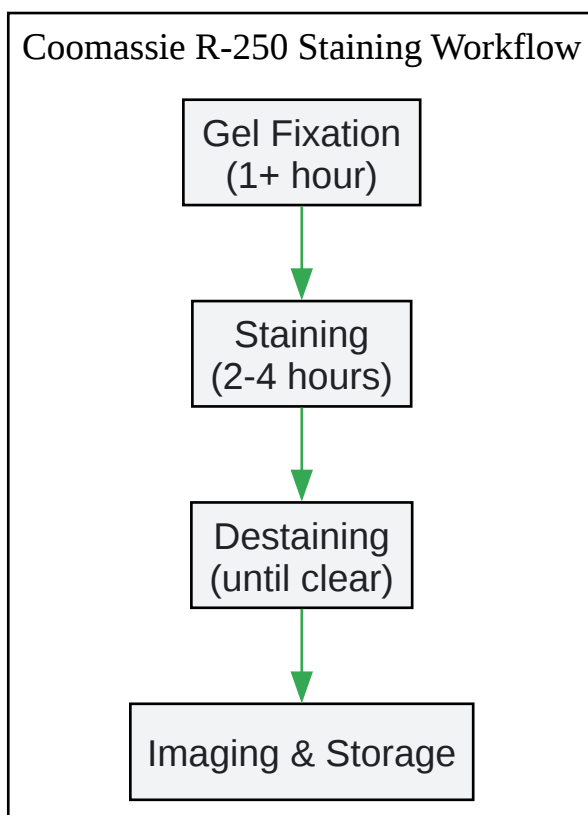 Coomassie R-250 Staining Workflow
Gel Fixation
(1+ hour)
Staining
(2-4 hours)
Destaining
(until clear)
Imaging & Storage